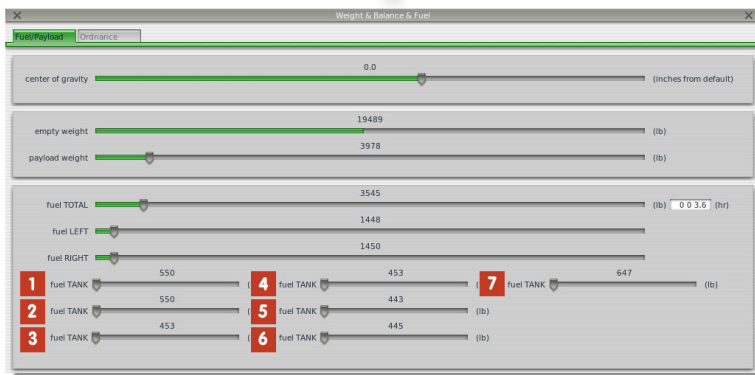 Weight & Balance & Fuel
Fuel/Payload Ordnance
0.0
center of gravity (inches from default)
19489
empty weight (lb)
3978
payload weight (lb)
3545
fuel TOTAL (lb) 0 0 3.6 (hr)
1448
fuel LEFT
1450
fuel RIGHT
550 453 647
1 fuel TANK ( 4 fuel TANK ( 7 fuel TANK (lb)
550 443
2 fuel TANK ( 5 fuel TANK (lb)
453 445
3 fuel TANK ( 6 fuel TANK (lb)